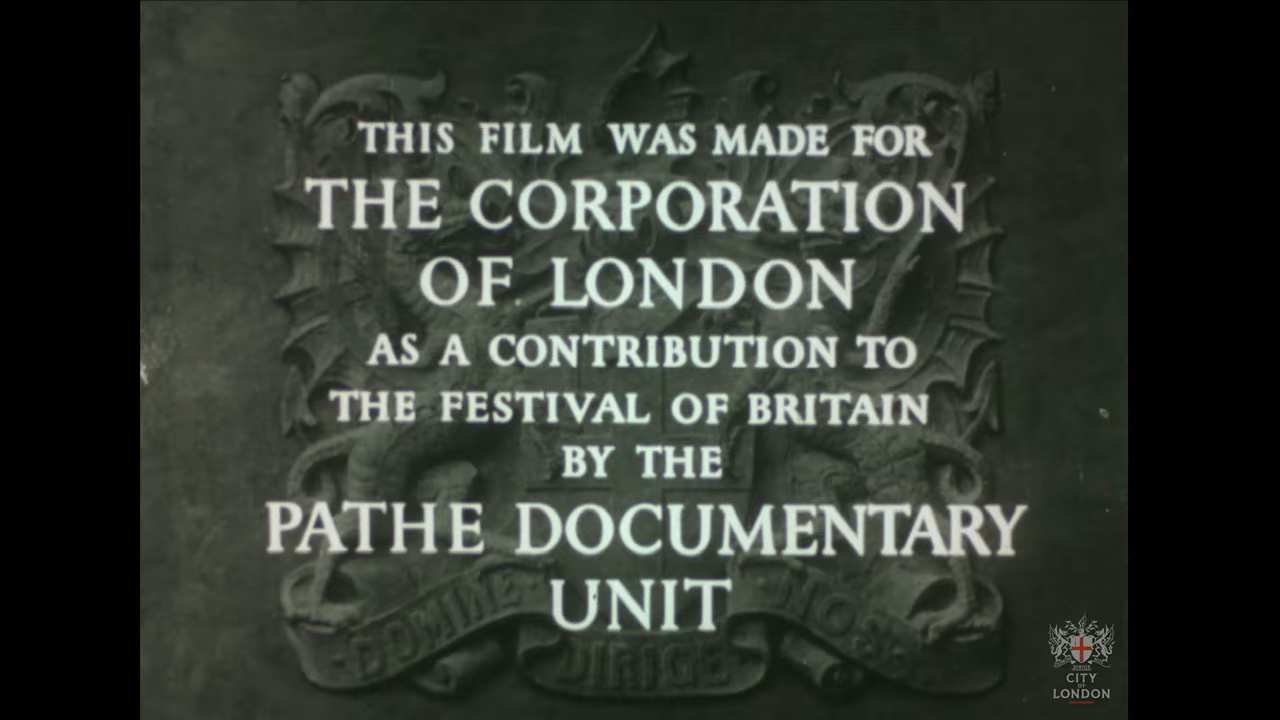 THIS FILM WAS MADE FOR
THE CORPORATION
OF LONDON
AS A CONTRIBUTION TO
THE FESTIVAL OF BRITAIN
BY THE
PATHE DOCUMENTARY
UNIT
DOMINE DIRIGE NOS
CITY
OF
LONDON